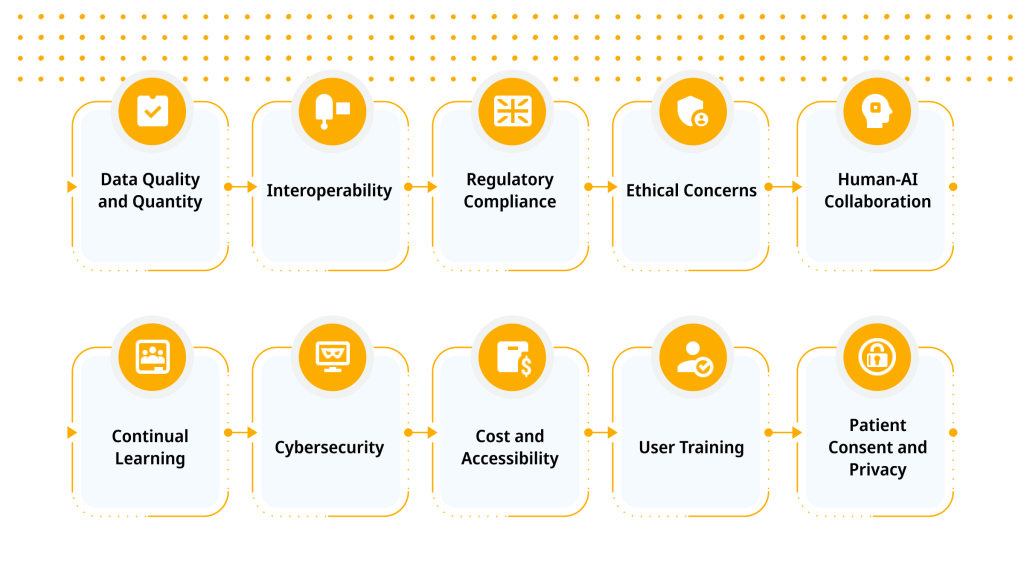 Data Quality
and Quantity
Interoperability
Regulatory
Compliance
Ethical Concerns
Human-AI
Collaboration
Continual
Learning
Cybersecurity
Cost and
Accessibility
User Training
Patient
Consent and
Privacy